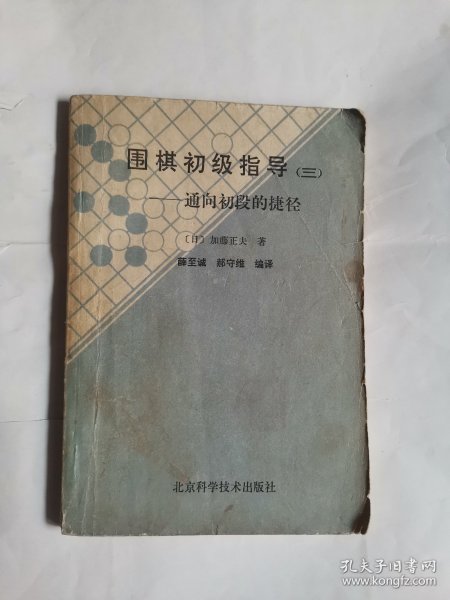 围棋初级指导(三)
——通向初段的捷径
〔日〕加藤正夫 著
薛至诚 郝守维 编译
北京科学技术出版社
孔夫子旧书网
www.kongfz.com